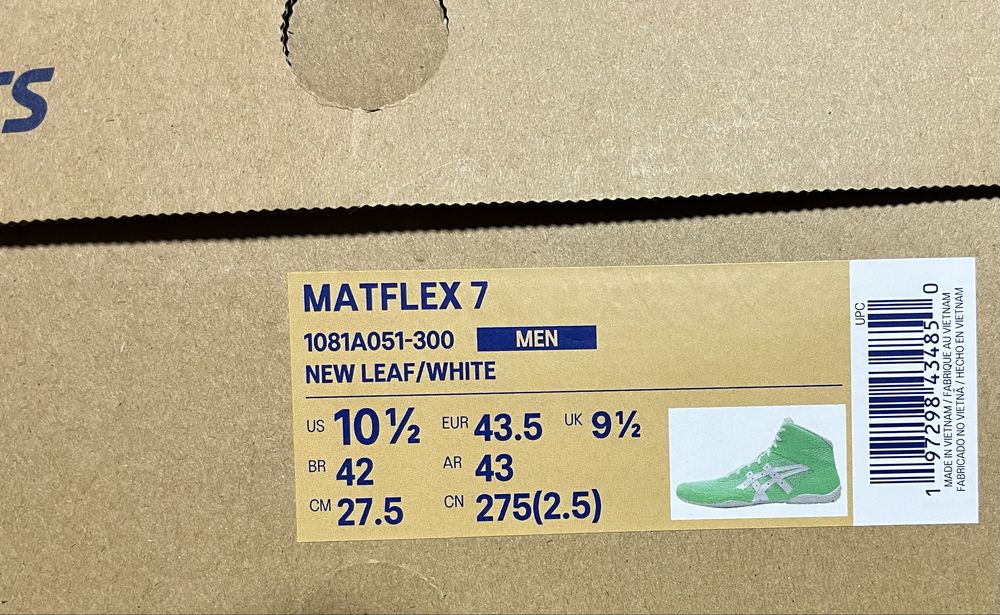 MATFLEX 7
1081A051-300 MEN
NEW LEAF/WHITE
US 10 ½ EUR 43.5 UK 9½
BR 42 AR 43
CM 27.5 CN 275(2.5)
UPC
1 97298 43485 0
MADE IN VIETNAM / FABRIQUE AU VIETNAM
FABRICADO NO VIETNÃ / HECHO EN VIETNAM